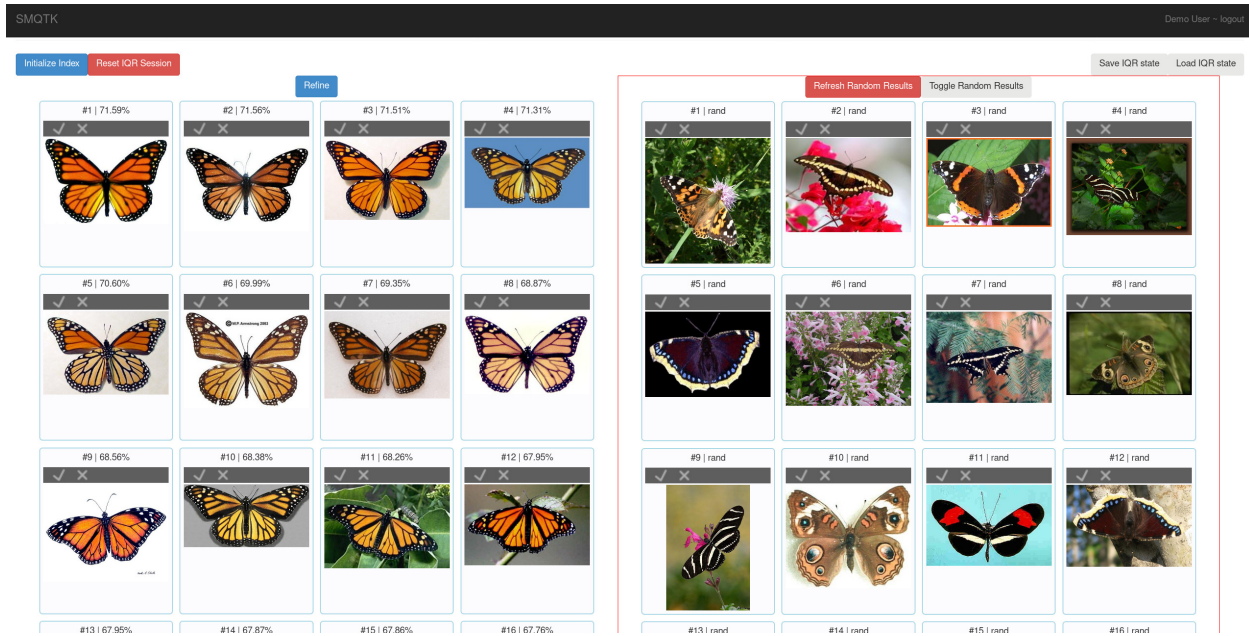 SMQTK
Demo User ~ logout
Initialize Index
Reset IQR Session
Save IQR state
Load IQR state
Refine
#1 | 71.59%
#2 | 71.56%
#3 | 71.51%
#4 | 71.31%
#5 | 70.60%
#6 | 69.99%
#7 | 69.35%
#8 | 68.87%
#9 | 68.56%
#10 | 68.38%
#11 | 68.26%
#12 | 67.95%
#13 | 67.95%
#14 | 67.87%
#15 | 67.86%
#16 | 67.76%
Refresh Random Results
Toggle Random Results
#1 | rand
#2 | rand
#3 | rand
#4 | rand
#5 | rand
#6 | rand
#7 | rand
#8 | rand
#9 | rand
#10 | rand
#11 | rand
#12 | rand
#13 | rand
#14 | rand
#15 | rand
#16 | rand